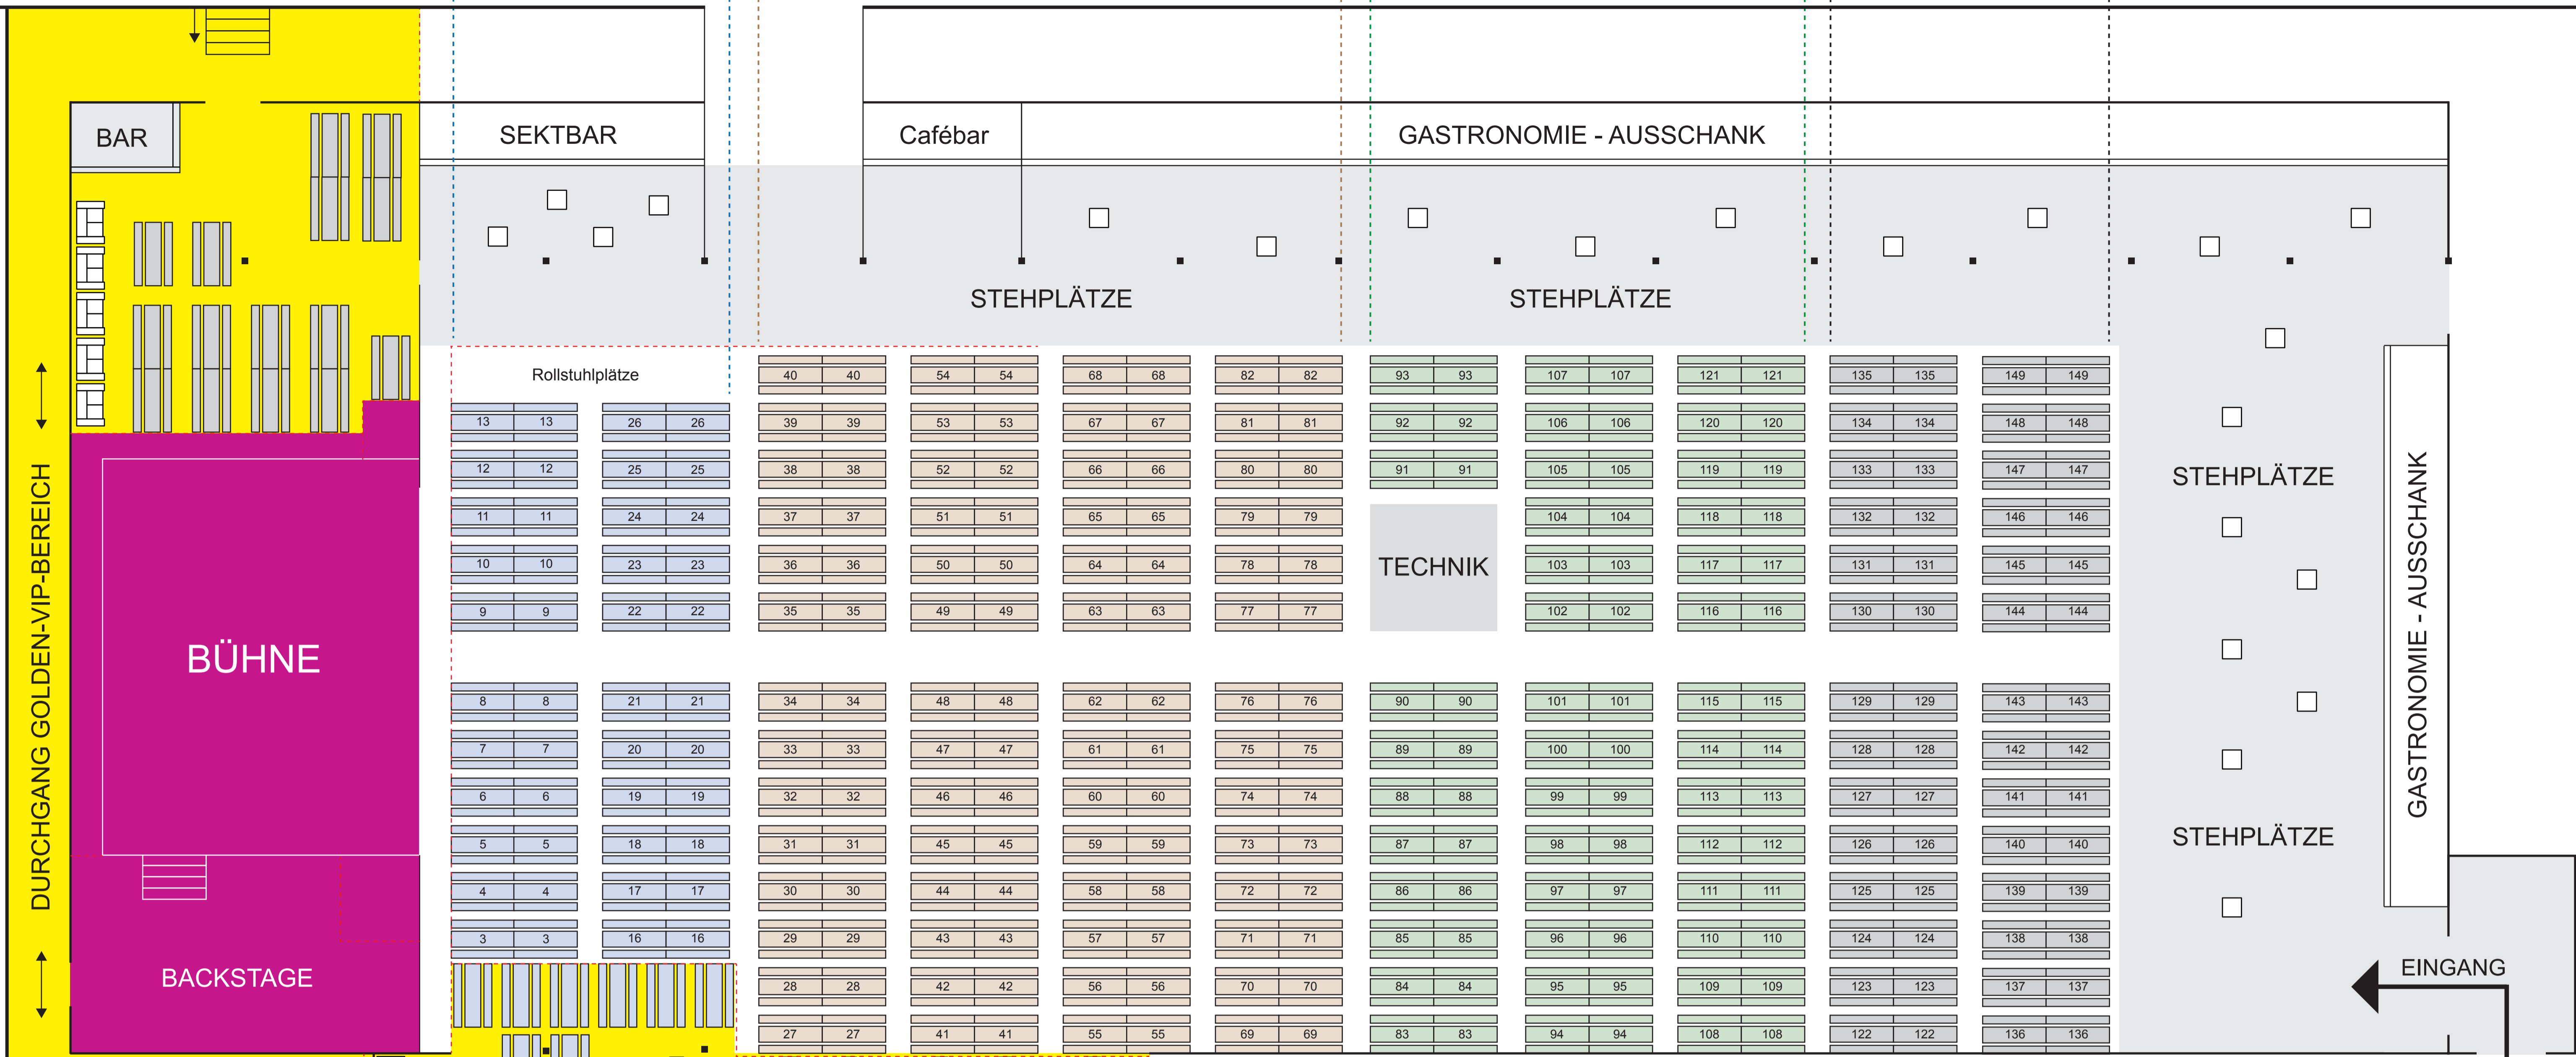 BAR
SEKTBAR
Cafébar
GASTRONOMIE - AUSSCHANK
STEHPLÄTZE
STEHPLÄTZE
Rollstuhlplätze
40 40 54 54 68 68 82 82 93 93 107 107 121 121 135 135 149 149
13 13 26 26 39 39 53 53 67 67 81 81 92 92 106 106 120 120 134 134 148 148
12 12 25 25 38 38 52 52 66 66 80 80 91 91 105 105 119 119 133 133 147 147
STEHPLÄTZE
11 11 24 24 37 37 51 51 65 65 79 79 104 104 118 118 132 132 146 146
10 10 23 23 36 36 50 50 64 64 78 78 TECHNIK 103 103 117 117 131 131 145 145
9 9 22 22 35 35 49 49 63 63 77 77 102 102 116 116 130 130 144 144
GASTRONOMIE - AUSSCHANK
DURCHGANG GOLDEN-VIP-BEREICH
BÜHNE
8 8 21 21 34 34 48 48 62 62 76 76 90 90 101 101 115 115 129 129 143 143
7 7 20 20 33 33 47 47 61 61 75 75 89 89 100 100 114 114 128 128 142 142
6 6 19 19 32 32 46 46 60 60 74 74 88 88 99 99 113 113 127 127 141 141
5 5 18 18 31 31 45 45 59 59 73 73 87 87 98 98 112 112 126 126 140 140
STEHPLÄTZE
4 4 17 17 30 30 44 44 58 58 72 72 86 86 97 97 111 111 125 125 139 139
3 3 16 16 29 29 43 43 57 57 71 71 85 85 96 96 110 110 124 124 138 138
BACKSTAGE
EINGANG
28 28 42 42 56 56 70 70 84 84 95 95 109 109 123 123 137 137
27 27 41 41 55 55 69 69 83 83 94 94 108 108 122 122 136 136